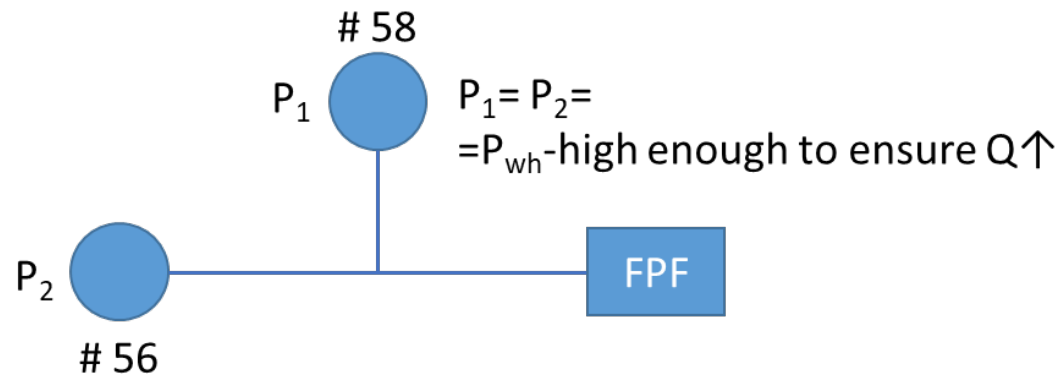 # 58
P₁
P₁= P₂=
=Pwh-high enough to ensure Q↑
P₂
FPF
# 56